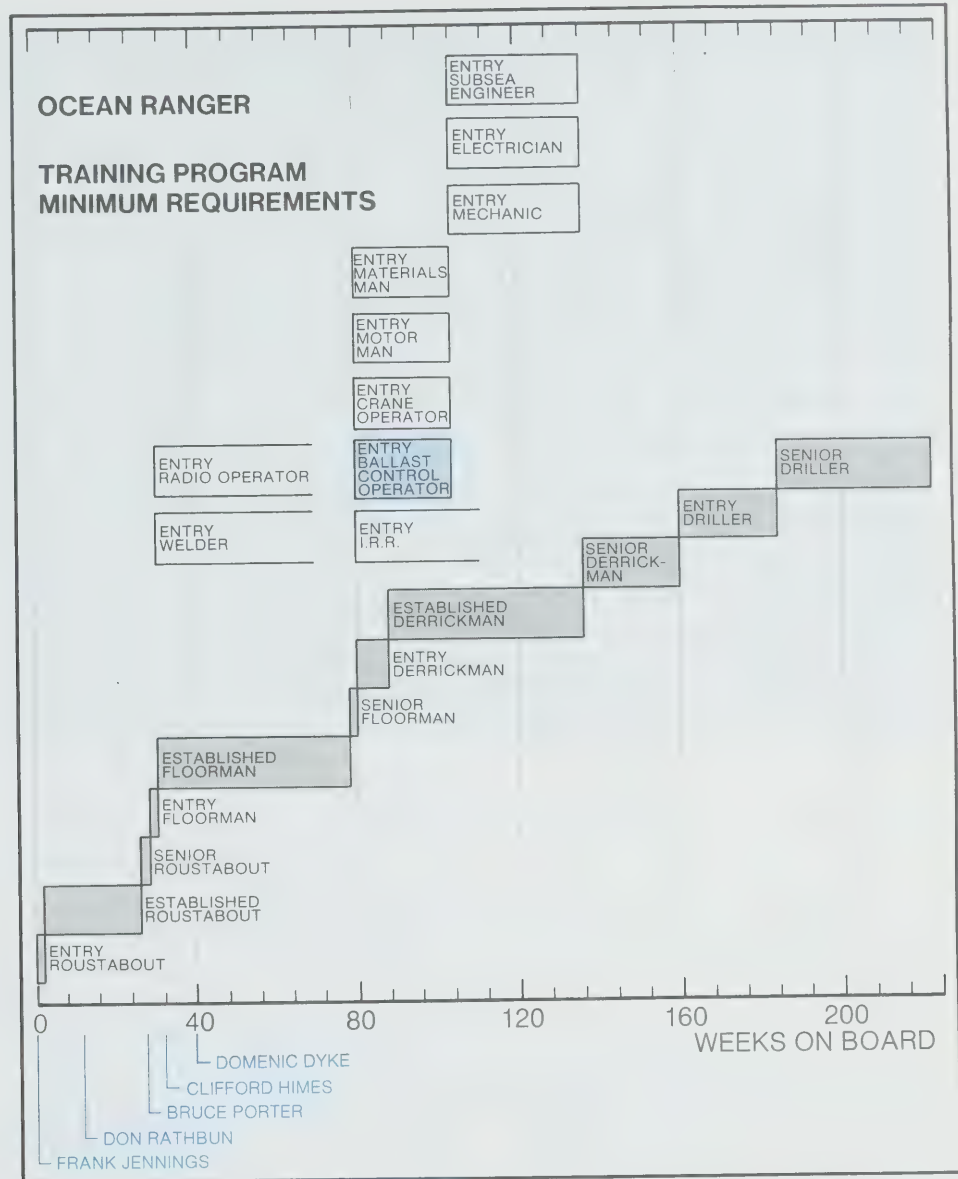 OCEAN RANGER
TRAINING PROGRAM
MINIMUM REQUIREMENTS
ENTRY
SUBSEA
ENGINEER
ENTRY
ELECTRICIAN
ENTRY
MECHANIC
ENTRY
MATERIALS
MAN
ENTRY
MOTOR
MAN
ENTRY
CRANE
OPERATOR
ENTRY
RADIO OPERATOR
ENTRY
BALLAST
CONTROL
OPERATOR
SENIOR
DRILLER
ENTRY
WELDER
ENTRY
I.R.R.
ENTRY
DRILLER
SENIOR
DERRICK-
MAN
ESTABLISHED
DERRICKMAN
ENTRY
DERRICKMAN
SENIOR
FLOORMAN
ESTABLISHED
FLOORMAN
ENTRY
FLOORMAN
SENIOR
ROUSTABOUT
ESTABLISHED
ROUSTABOUT
ENTRY
ROUSTABOUT
0 40 80 120 160 200
WEEKS ON BOARD
DOMENIC DYKE
CLIFFORD HIMES
BRUCE PORTER
DON RATHBUN
FRANK JENNINGS